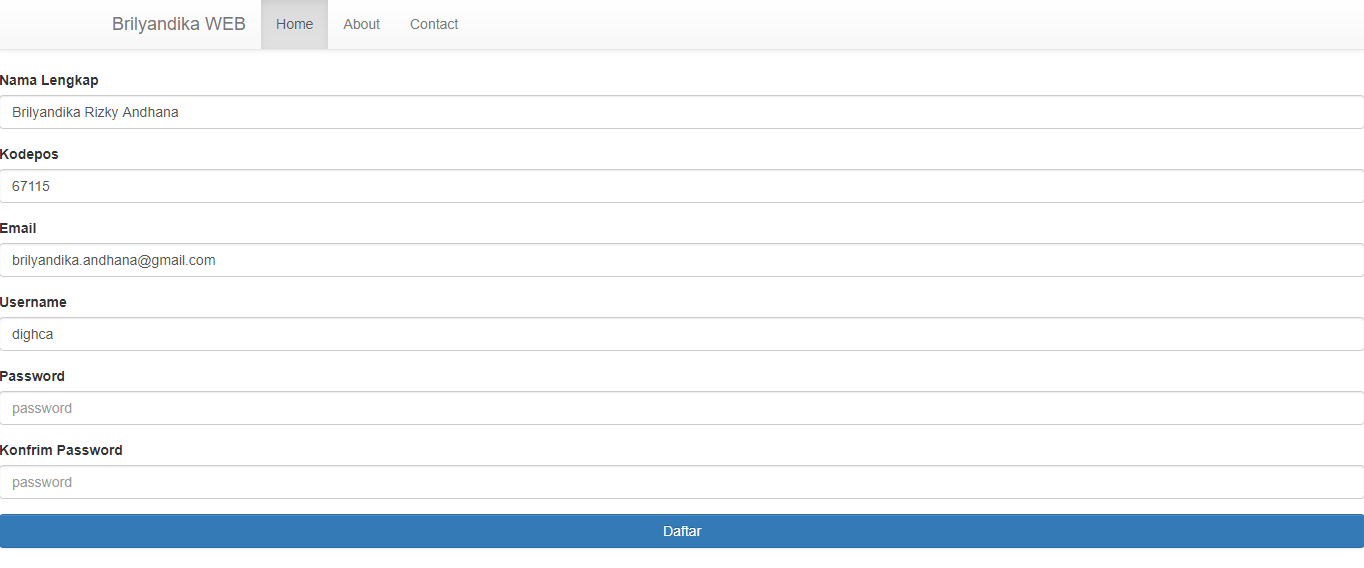 Brilyandika WEB Home About Contact
Nama Lengkap
Brilyandika Rizky Andhana
Kodepos
67115
Email
brilyandika.andhana@gmail.com
Username
dighca
Password
password
Konfrim Password
password
Daftar